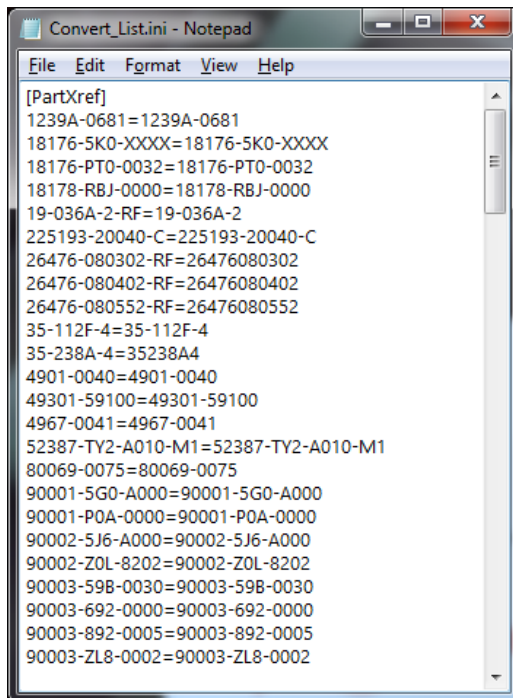 Convert_List.ini - Notepad
File Edit Format View Help
[PartXref]
1239A-0681=1239A-0681
18176-5K0-XXXX=18176-5K0-XXXX
18176-PT0-0032=18176-PT0-0032
18178-RBJ-0000=18178-RBJ-0000
19-036A-2-RF=19-036A-2
225193-20040-C=225193-20040-C
26476-080302-RF=26476080302
26476-080402-RF=26476080402
26476-080552-RF=26476080552
35-112F-4=35-112F-4
35-238A-4=35238A4
4901-0040=4901-0040
49301-59100=49301-59100
4967-0041=4967-0041
52387-TY2-A010-M1=52387-TY2-A010-M1
80069-0075=80069-0075
90001-5G0-A000=90001-5G0-A000
90001-P0A-0000=90001-P0A-0000
90002-5J6-A000=90002-5J6-A000
90002-Z0L-8202=90002-Z0L-8202
90003-59B-0030=90003-59B-0030
90003-692-0000=90003-692-0000
90003-892-0005=90003-892-0005
90003-ZL8-0002=90003-ZL8-0002